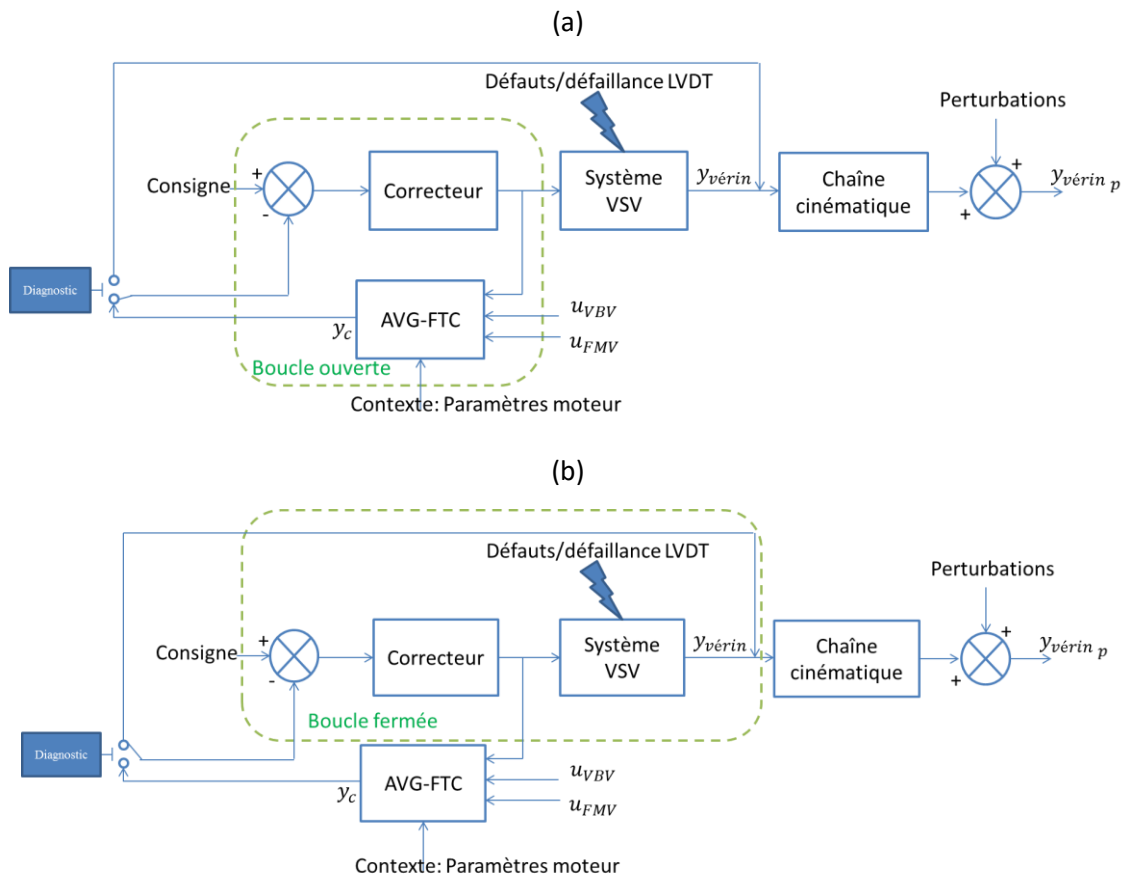 (a)
Défauts/défaillance LVDT
Perturbations
Consigne
+
-
Correcteur
Système
VSV
y_vérin
Chaîne
cinématique
+
+
y_vérin p
Diagnostic
y_c
AVG-FTC
u_VBV
u_FMV
Boucle ouverte
Contexte: Paramètres moteur
(b)
Défauts/défaillance LVDT
Perturbations
Consigne
+
-
Correcteur
Système
VSV
y_vérin
Chaîne
cinématique
+
+
y_vérin p
Boucle fermée
Diagnostic
y_c
AVG-FTC
u_VBV
u_FMV
Contexte: Paramètres moteur